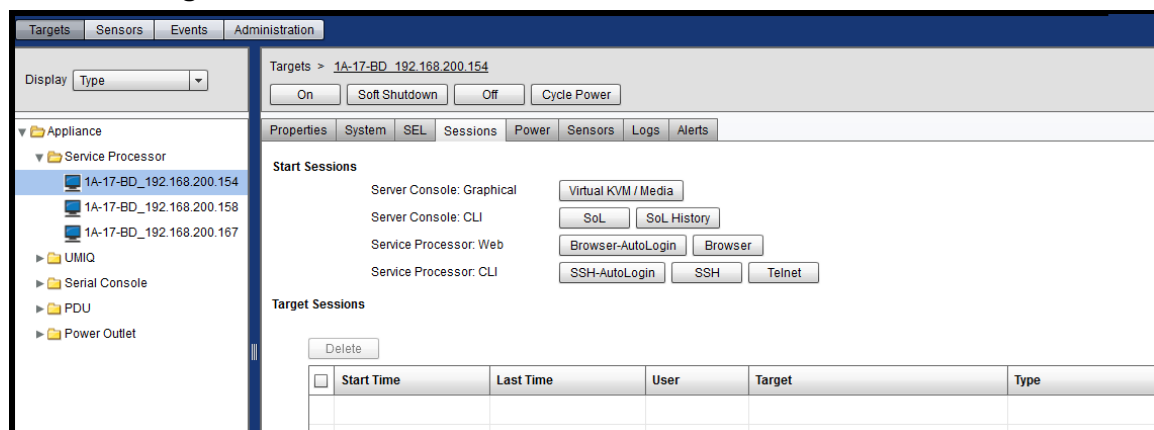 Targets Sensors Events Administration
Display Type
Targets > 1A-17-BD_192.168.200.154
On Soft Shutdown Off Cycle Power
Appliance
Service Processor
1A-17-BD_192.168.200.154
1A-17-BD_192.168.200.158
1A-17-BD_192.168.200.167
UMIQ
Serial Console
PDU
Power Outlet
Properties System SEL Sessions Power Sensors Logs Alerts
Start Sessions
Server Console: Graphical Virtual KVM / Media
Server Console: CLI SoL SoL History
Service Processor: Web Browser-AutoLogin Browser
Service Processor: CLI SSH-AutoLogin SSH Telnet
Target Sessions
Delete
Start Time Last Time User Target Type